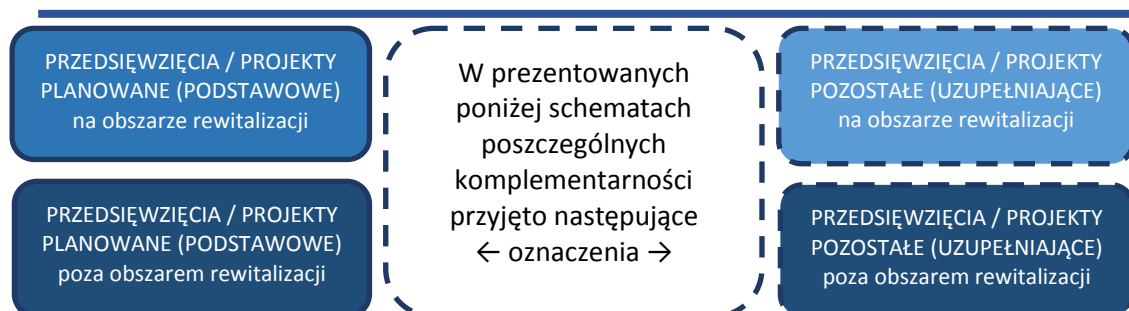 PRZEDSIĘWZIĘCIA / PROJEKTY
PLANOWANE (PODSTAWOWE)
na obszarze rewitalizacji
PRZEDSIĘWZIĘCIA / PROJEKTY
PLANOWANE (PODSTAWOWE)
poza obszarem rewitalizacji
W prezentowanych
poniżej schematach
poszczególnych
komplementarności
przyjęto następujące
← oznaczenia →
PRZEDSIĘWZIĘCIA / PROJEKTY
POZOSTAŁE (UZUPEŁNIAJĄCE)
na obszarze rewitalizacji
PRZEDSIĘWZIĘCIA / PROJEKTY
POZOSTAŁE (UZUPEŁNIAJĄCE)
poza obszarem rewitalizacji